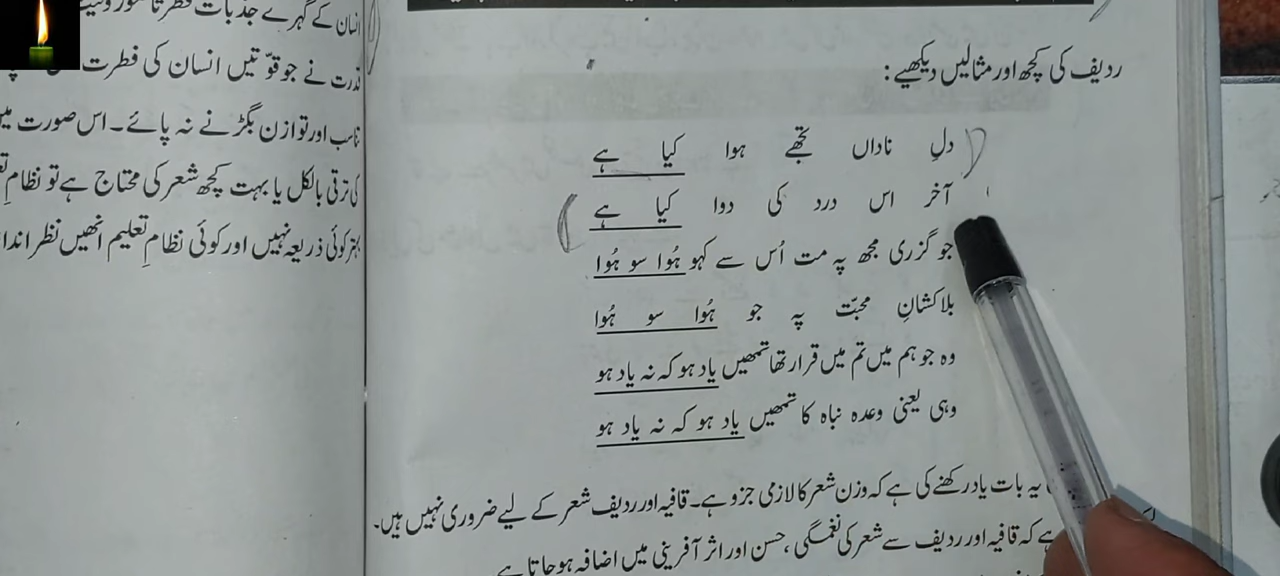 ردیف کی کچھ اور مثالیں دیکھیے:
دلِ ناداں تجھے ہوا کیا ہے
آخر اس درد کی دوا کیا ہے
جو گزری مجھ پہ مت اُس سے کہو ہُوا سو ہُوا
بلاکشانِ محبّت پہ جو ہُوا سو ہُوا
وہ جو ہم میں تم میں قرار تھا تمھیں یاد ہو کہ نہ یاد ہو
وہی یعنی وعدہ نباہ کا تمھیں یاد ہو کہ نہ یاد ہو
یہ بات یاد رکھنے کی ہے کہ وزن شعر کا لازمی جزو ہے۔ قافیہ اور ردیف شعر کے لیے ضروری نہیں ہیں۔
ہے کہ قافیہ اور ردیف سے شعر کی نغمگی، حسن اور اثر آفرینی میں اضافہ ہو جاتا ہے
انسان کے گہرے جذبات فطرتاً
قدرت نے جو قوّتیں انسان کی فطرت
اور توازن بگڑنے نہ پائے۔ اس صورت میں
کی ترقی بالکل یا بہت کچھ شعر کی محتاج ہے تو نظامِ
بہتر کوئی ذریعہ نہیں اور کوئی نظامِ تعلیم انھیں نظر انداز